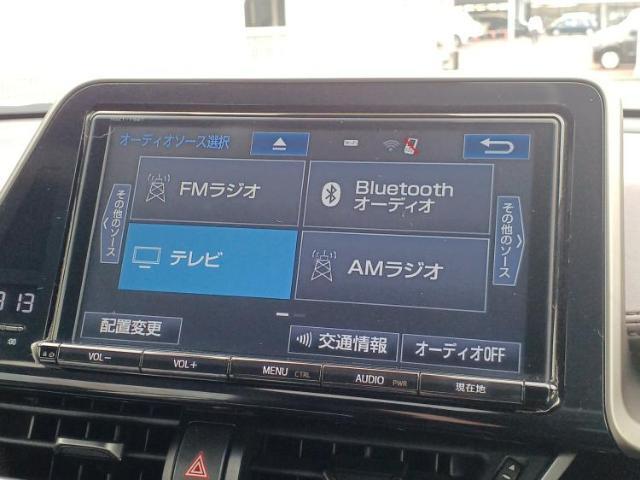 オーディオソース選択
FMラジオ
Bluetooth
オーディオ
その他のソース
その他のソース
テレビ
AMラジオ
配置変更
交通情報
オーディオOFF
VOL−
VOL+
MENU CTRL
AUDIO PWR
現在地
313